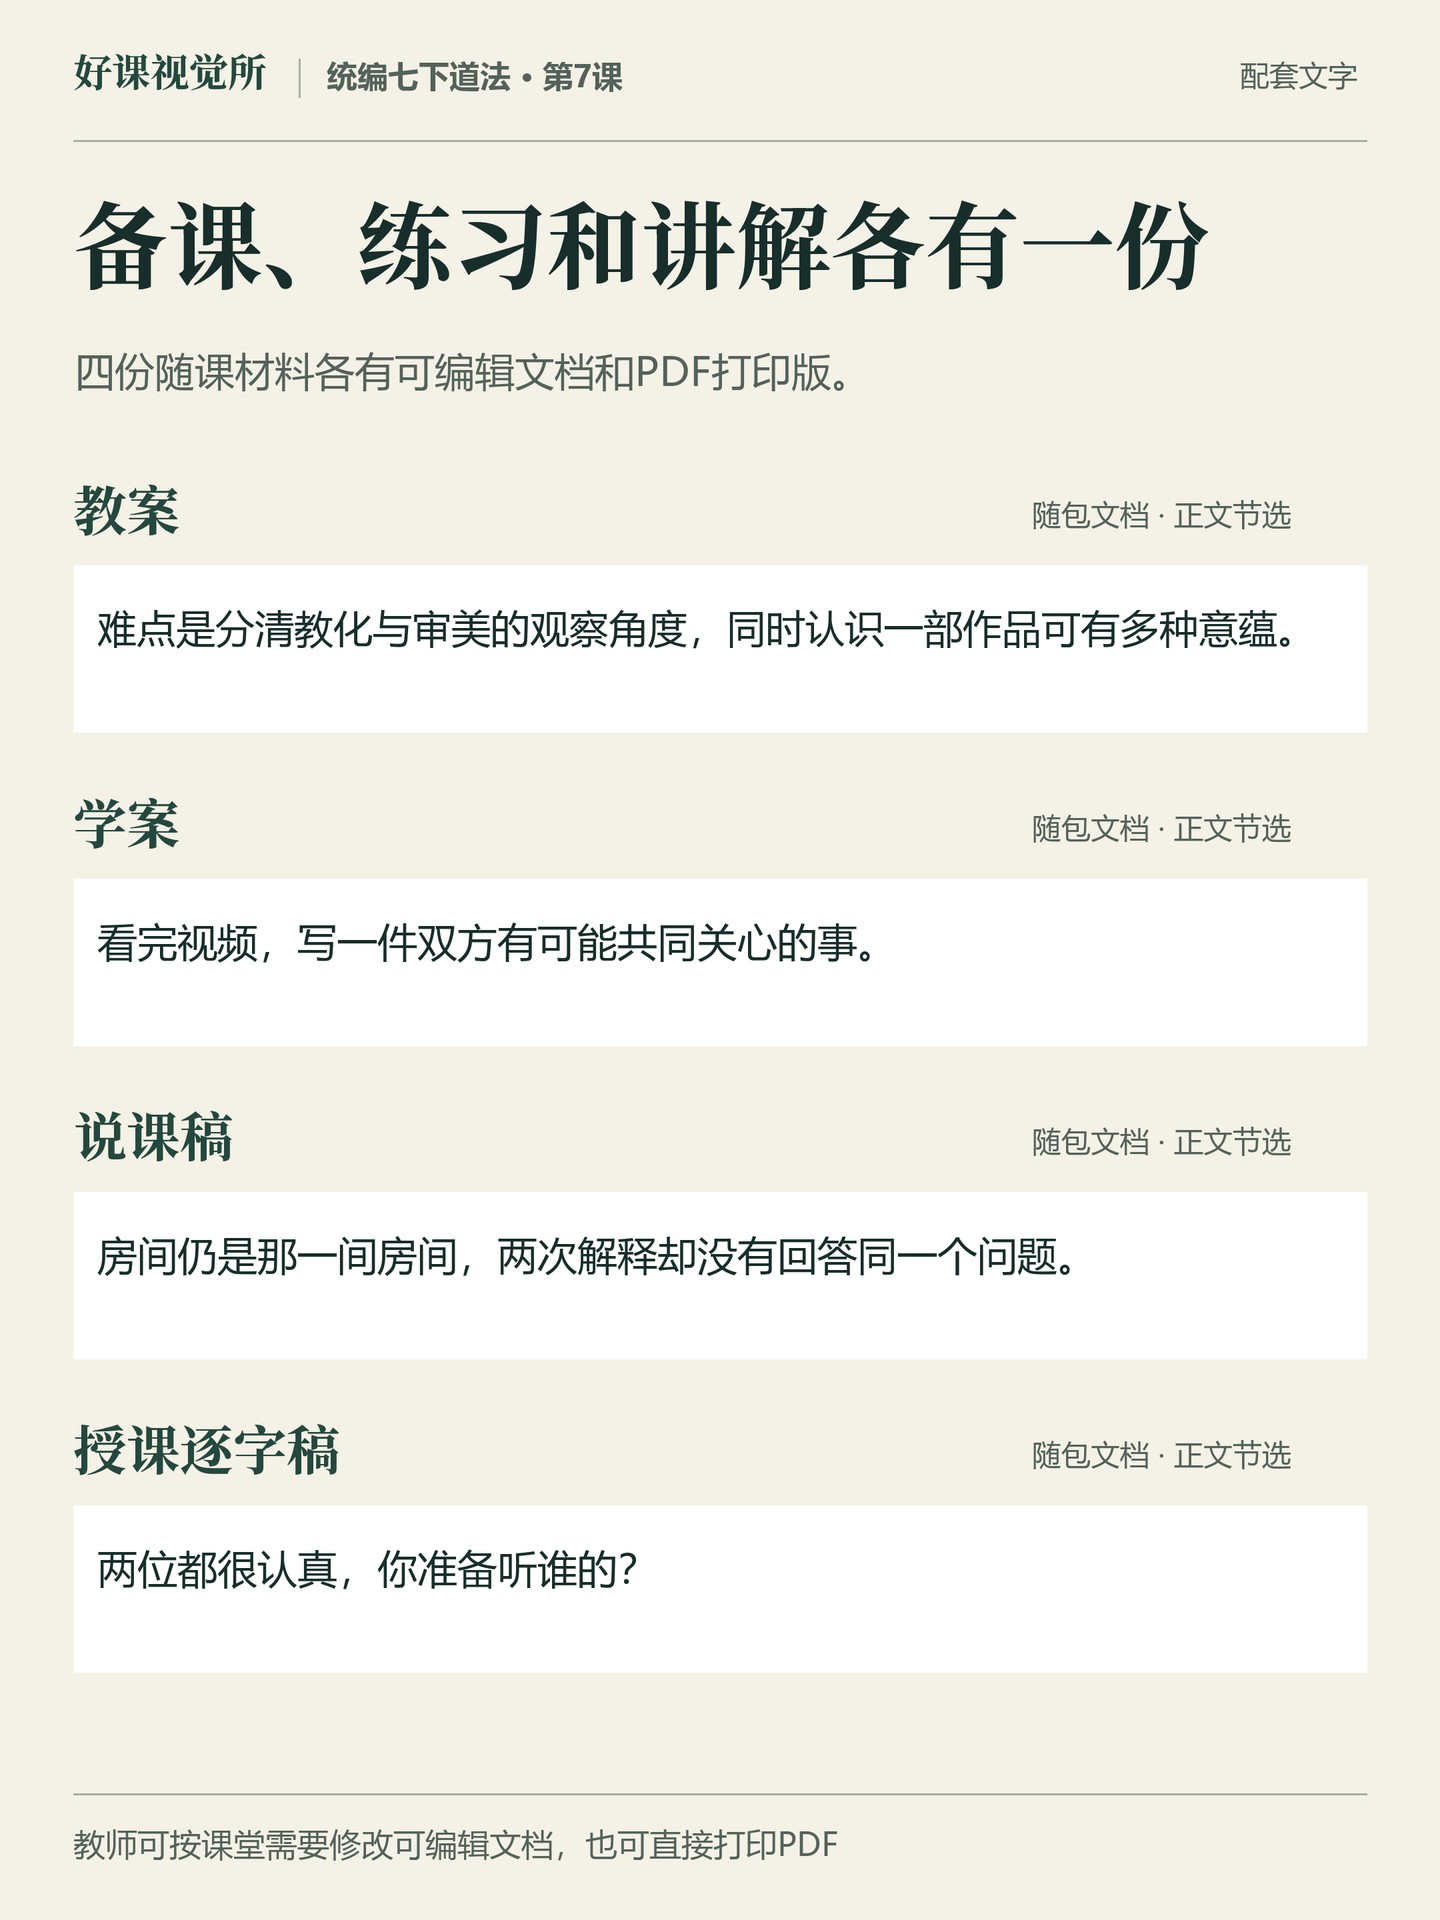 好课视觉所 | 统编七下道法・第7课 配套文字
备课、练习和讲解各有一份
四份随课材料各有可编辑文档和PDF打印版。
教案 随包文档 · 正文节选
难点是分清教化与审美的观察角度，同时认识一部作品可有多种意蕴。
学案 随包文档 · 正文节选
看完视频，写一件双方有可能共同关心的事。
说课稿 随包文档 · 正文节选
房间仍是那一间房间，两次解释却没有回答同一个问题。
授课逐字稿 随包文档 · 正文节选
两位都很认真，你准备听谁的？
教师可按课堂需要修改可编辑文档，也可直接打印PDF